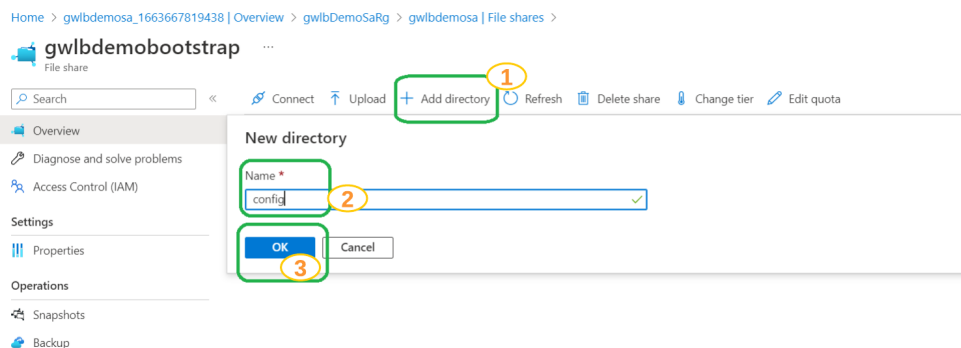 Home > gwlbdemosa_1663667819438 | Overview > gwlbDemoSaRg > gwlbdemosa | File shares >
gwlbdemobootstrap ...
File share
Search «
Connect Upload + Add directory Refresh Delete share Change tier Edit quota
1
Overview
Diagnose and solve problems
Access Control (IAM)
Settings
Properties
Operations
Snapshots
Backup
New directory
Name *
config
2
OK Cancel
3